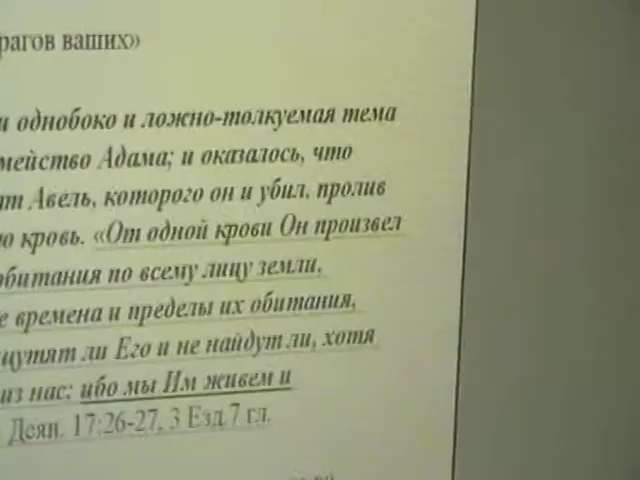 рагов ваших»
и однобоко и ложно-толкуемая тема
мейство Адама; и оказалось, что
ат Авель, которого он и убил, пролив
ю кровь. «От одной крови Он произвел
обитания по всему лицу земли,
е времена и пределы их обитания,
щутят ли Его и не найдут ли, хотя
из нас: ибо мы Им живем и
Деян. 17:26-27, 3 Езд.7 гл.